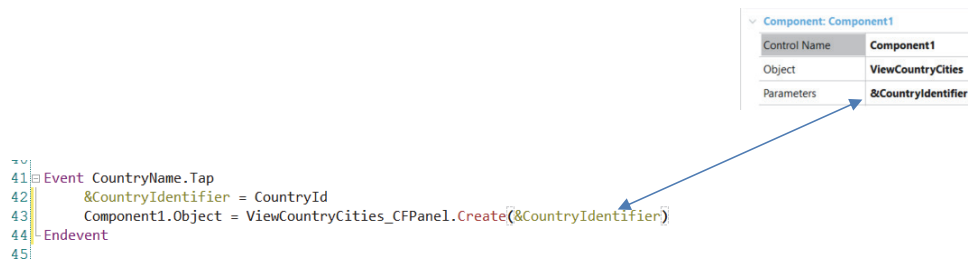 Component: Component1
Control Name Component1
Object ViewCountryCities
Parameters &CountryIdentifier
41 Event CountryName.Tap
42 &CountryIdentifier = CountryId
43 Component1.Object = ViewCountryCities_CFPanel.Create(&CountryIdentifier)
44 Endevent
45